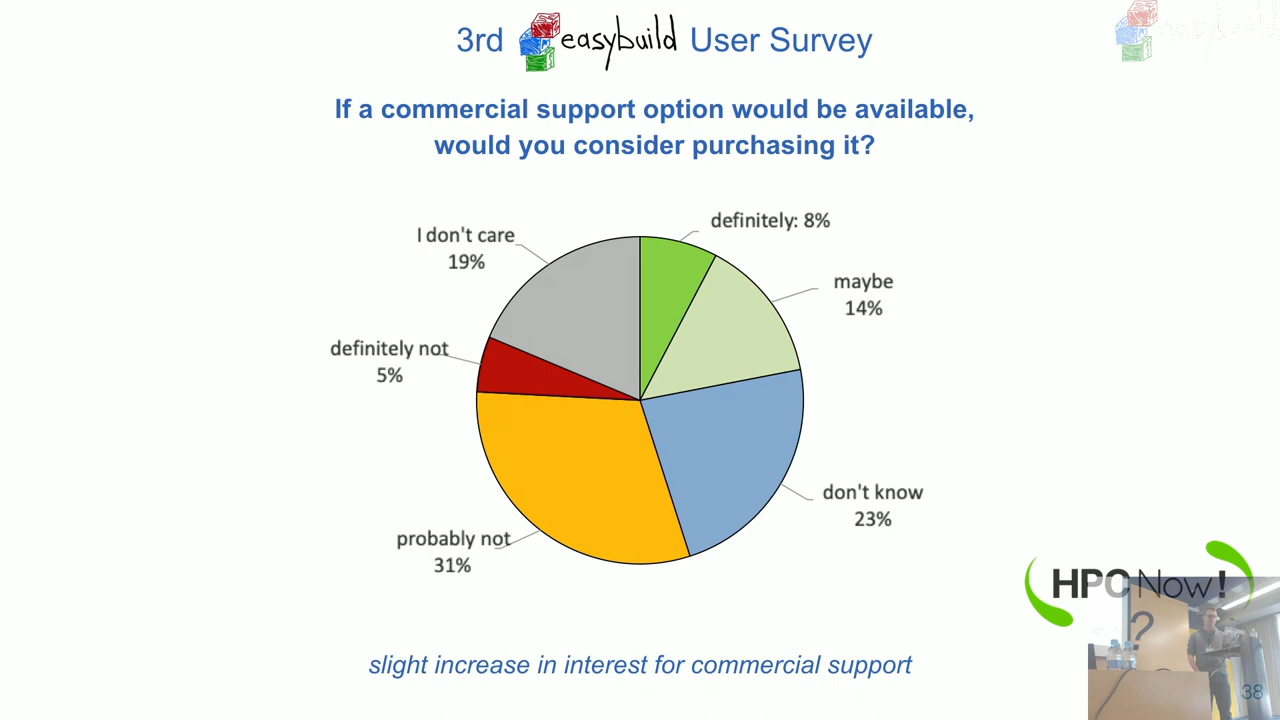 3rd easybuild User Survey
easybuild
If a commercial support option would be available,
would you consider purchasing it?
definitely: 8%
I don't care
19%
maybe
14%
definitely not
5%
don't know
23%
probably not
31%
HPCNow!
?
slight increase in interest for commercial support
38